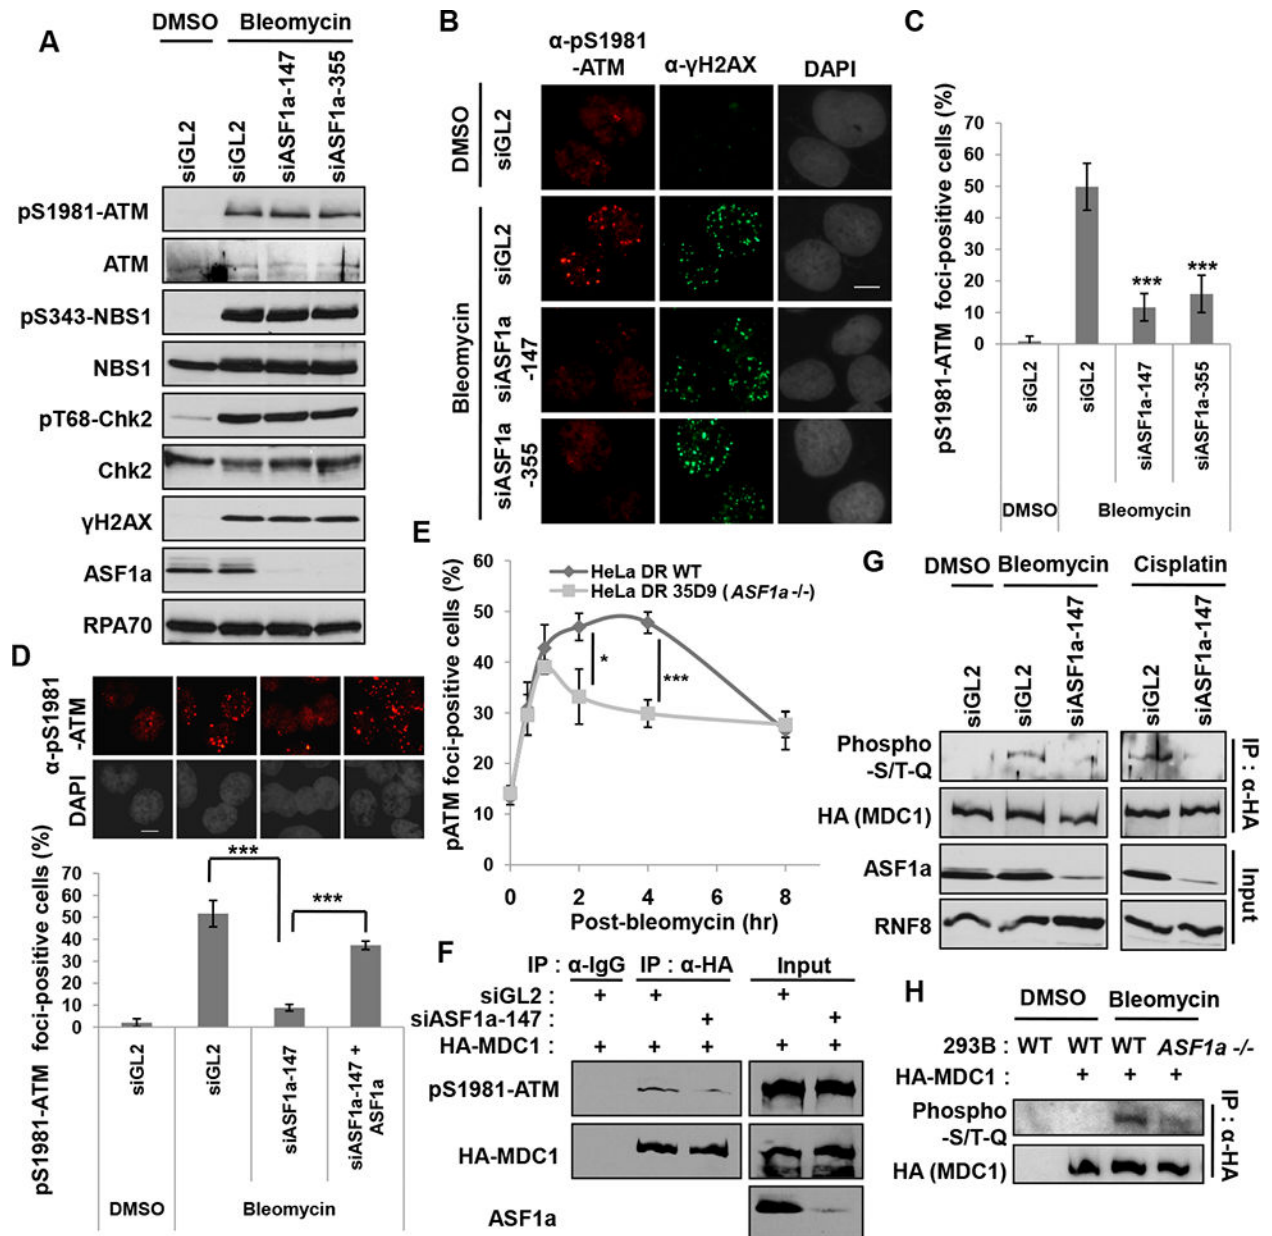 A
DMSO
Bleomycin
siGL2
siGL2
siASF1a-147
siASF1a-355
pS1981-ATM
ATM
pS343-NBS1
NBS1
pT68-Chk2
Chk2
γH2AX
ASF1a
RPA70
B
α-pS1981
-ATM
α-γH2AX
DAPI
DMSO
siGL2
Bleomycin
siGL2
siASF1a
-147
siASF1a
-355
C
pS1981-ATM foci-positive cells (%)
70
60
50
40
30
20
10
0
***
***
siGL2
siGL2
siASF1a-147
siASF1a-355
DMSO
Bleomycin
D
α-pS1981
-ATM
DAPI
pS1981-ATM foci-positive cells (%)
70
60
50
40
30
20
10
0
***
***
siGL2
siGL2
siASF1a-147
siASF1a-147 +
ASF1a
DMSO
Bleomycin
E
pATM foci-positive cells (%)
60
50
40
30
20
10
0
HeLa DR WT
HeLa DR 35D9 (ASF1a -/-)
*
***
0
2
4
6
8
Post-bleomycin (hr)
F
IP : α-IgG
IP : α-HA
Input
siGL2 : + + +
siASF1a-147 : + +
HA-MDC1 : + + + + +
pS1981-ATM
HA-MDC1
ASF1a
G
DMSO
Bleomycin
Cisplatin
siGL2
siGL2
siASF1a-147
siGL2
siASF1a-147
Phospho
-S/T-Q
HA (MDC1)
IP : α-HA
ASF1a
RNF8
Input
H
DMSO
Bleomycin
293B : WT WT WT ASF1a -/-
HA-MDC1 : + + +
Phospho
-S/T-Q
HA (MDC1)
IP : α-HA